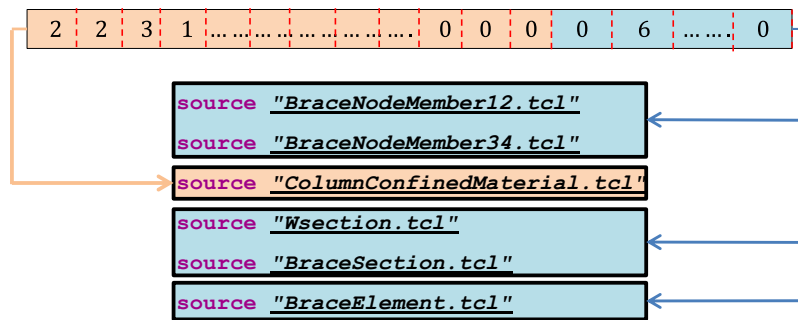 2 2 3 1 ... ... ... ... ... ... ... . 0 0 0 0 6 ... ... . 0
source "BraceNodeMember12.tcl"
source "BraceNodeMember34.tcl"
source "ColumnConfinedMaterial.tcl"
source "Wsection.tcl"
source "BraceSection.tcl"
source "BraceElement.tcl"